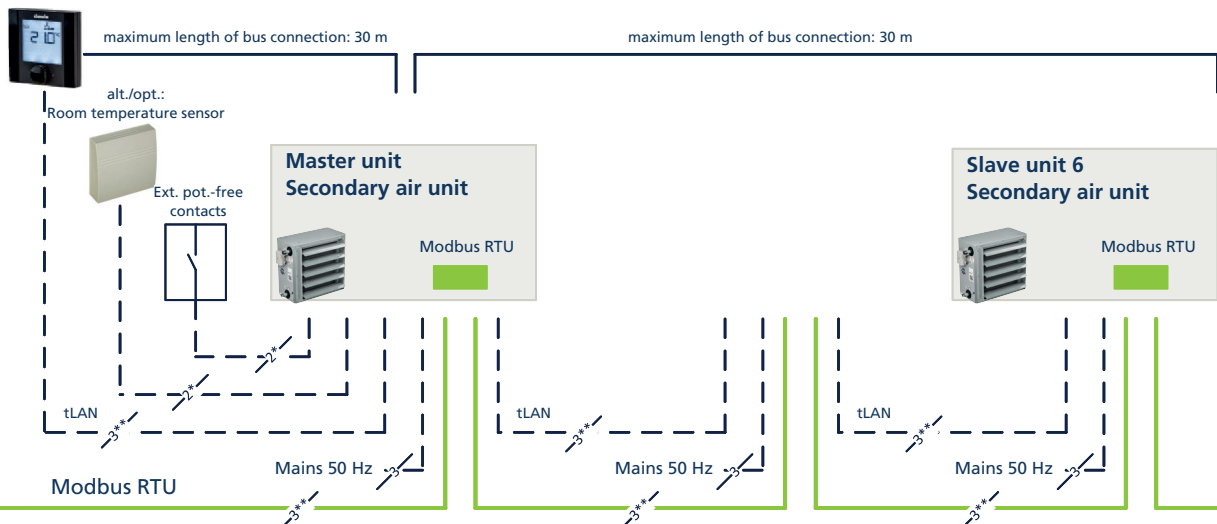 maximum length of bus connection: 30 m
maximum length of bus connection: 30 m
alt./opt.:
Room temperature sensor
Ext. pot.-free
contacts
Master unit
Secondary air unit
Modbus RTU
Slave unit 6
Secondary air unit
Modbus RTU
2*
2*
tLAN
3**
tLAN
3**
tLAN
3**
Mains 50 Hz
3
Mains 50 Hz
3
Mains 50 Hz
3
Modbus RTU
3**
3**
3**